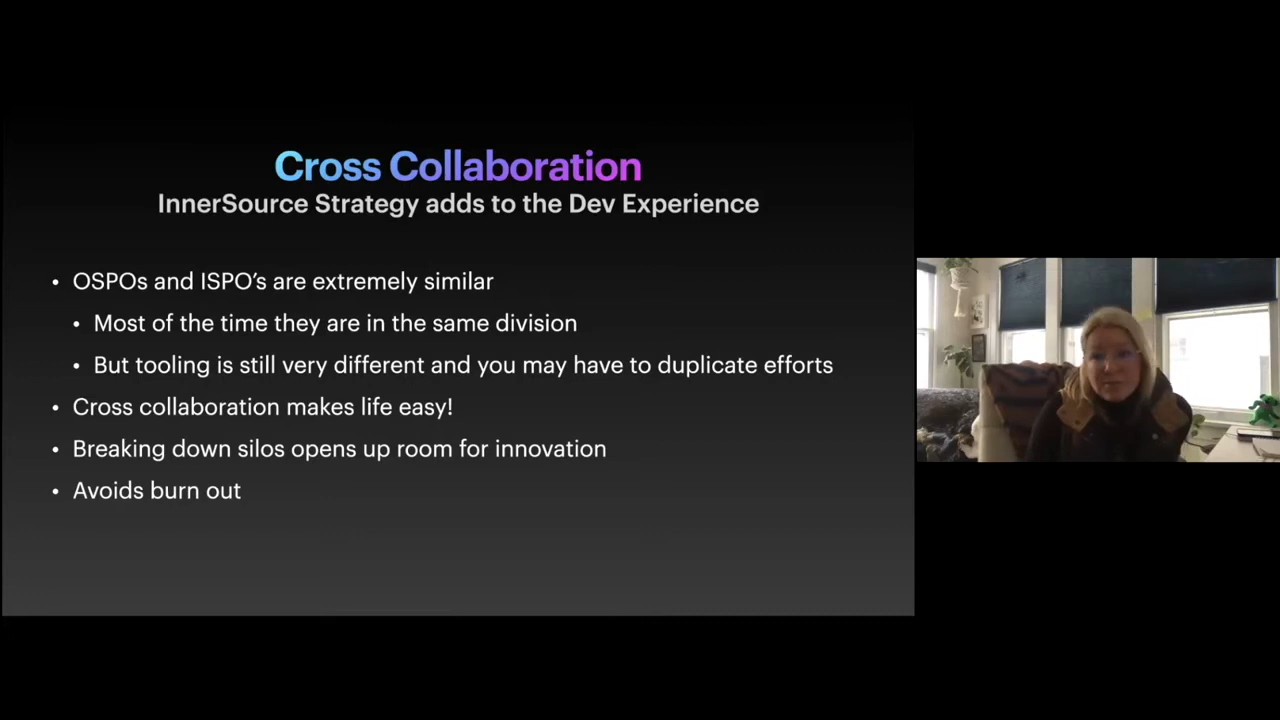 Cross Collaboration
InnerSource Strategy adds to the Dev Experience
• OSPOs and ISPO’s are extremely similar
• Most of the time they are in the same division
• But tooling is still very different and you may have to duplicate efforts
• Cross collaboration makes life easy!
• Breaking down silos opens up room for innovation
• Avoids burn out